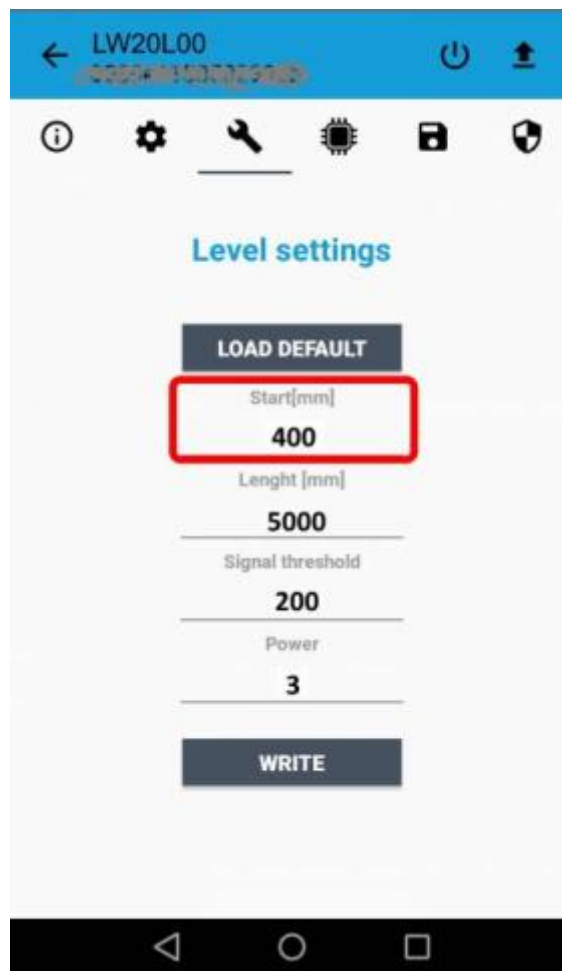 LW20L00
Level settings
LOAD DEFAULT
Start[mm]
400
Lenght [mm]
5000
Signal threshold
200
Power
3
WRITE